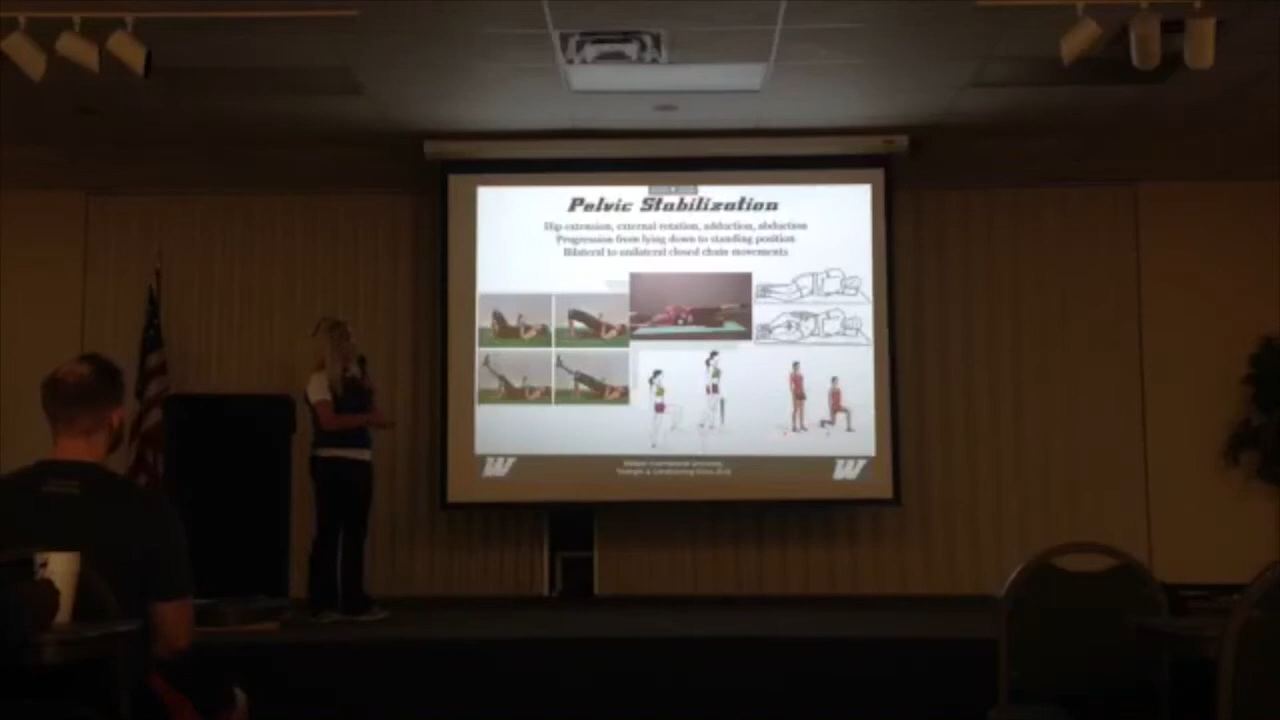 Pelvic Stabilization
Hip extension, external rotation, adduction, abduction
Progression from lying down to standing position
Bilateral to unilateral closed chain movements
W
W